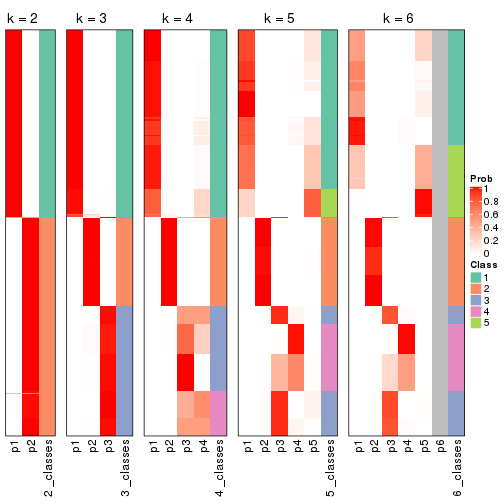 k = 2
k = 3
k = 4
k = 5
k = 6
p1
p2
2_classes
p1
p2
p3
3_classes
p1
p2
p3
p4
4_classes
p1
p2
p3
p4
p5
5_classes
p1
p2
p3
p4
p5
p6
6_classes
Prob
1
0.8
0.6
0.4
0.2
0
Class
1
2
3
4
5